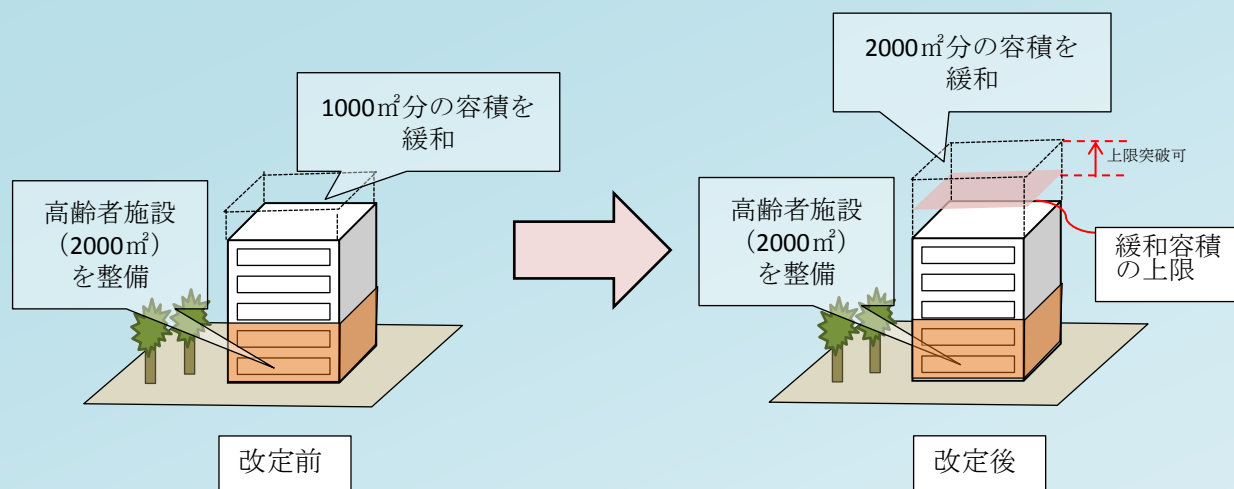 1000㎡分の容積を
緩和
高齢者施設
（2000㎡）
を整備
改定前
2000㎡分の容積を
緩和
上限突破可
高齢者施設
（2000㎡）
を整備
緩和容積
の上限
改定後